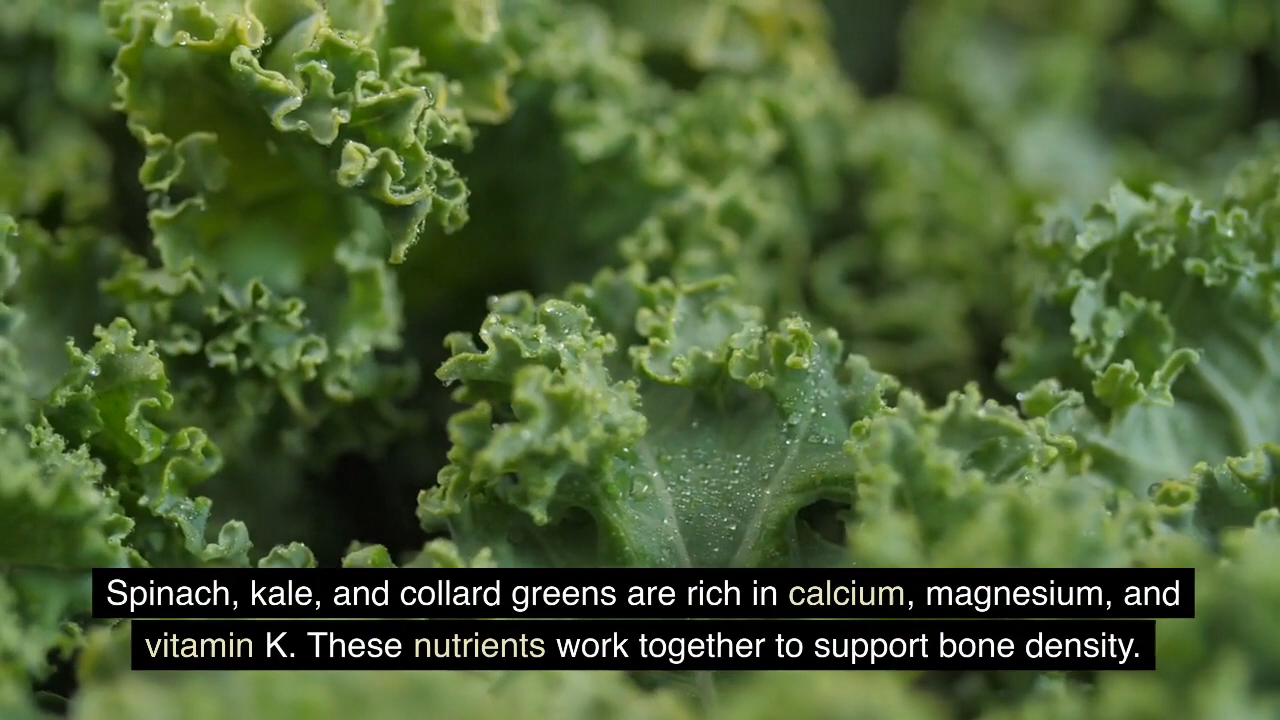 Spinach, kale, and collard greens are rich in calcium, magnesium, and
vitamin K. These nutrients work together to support bone density.